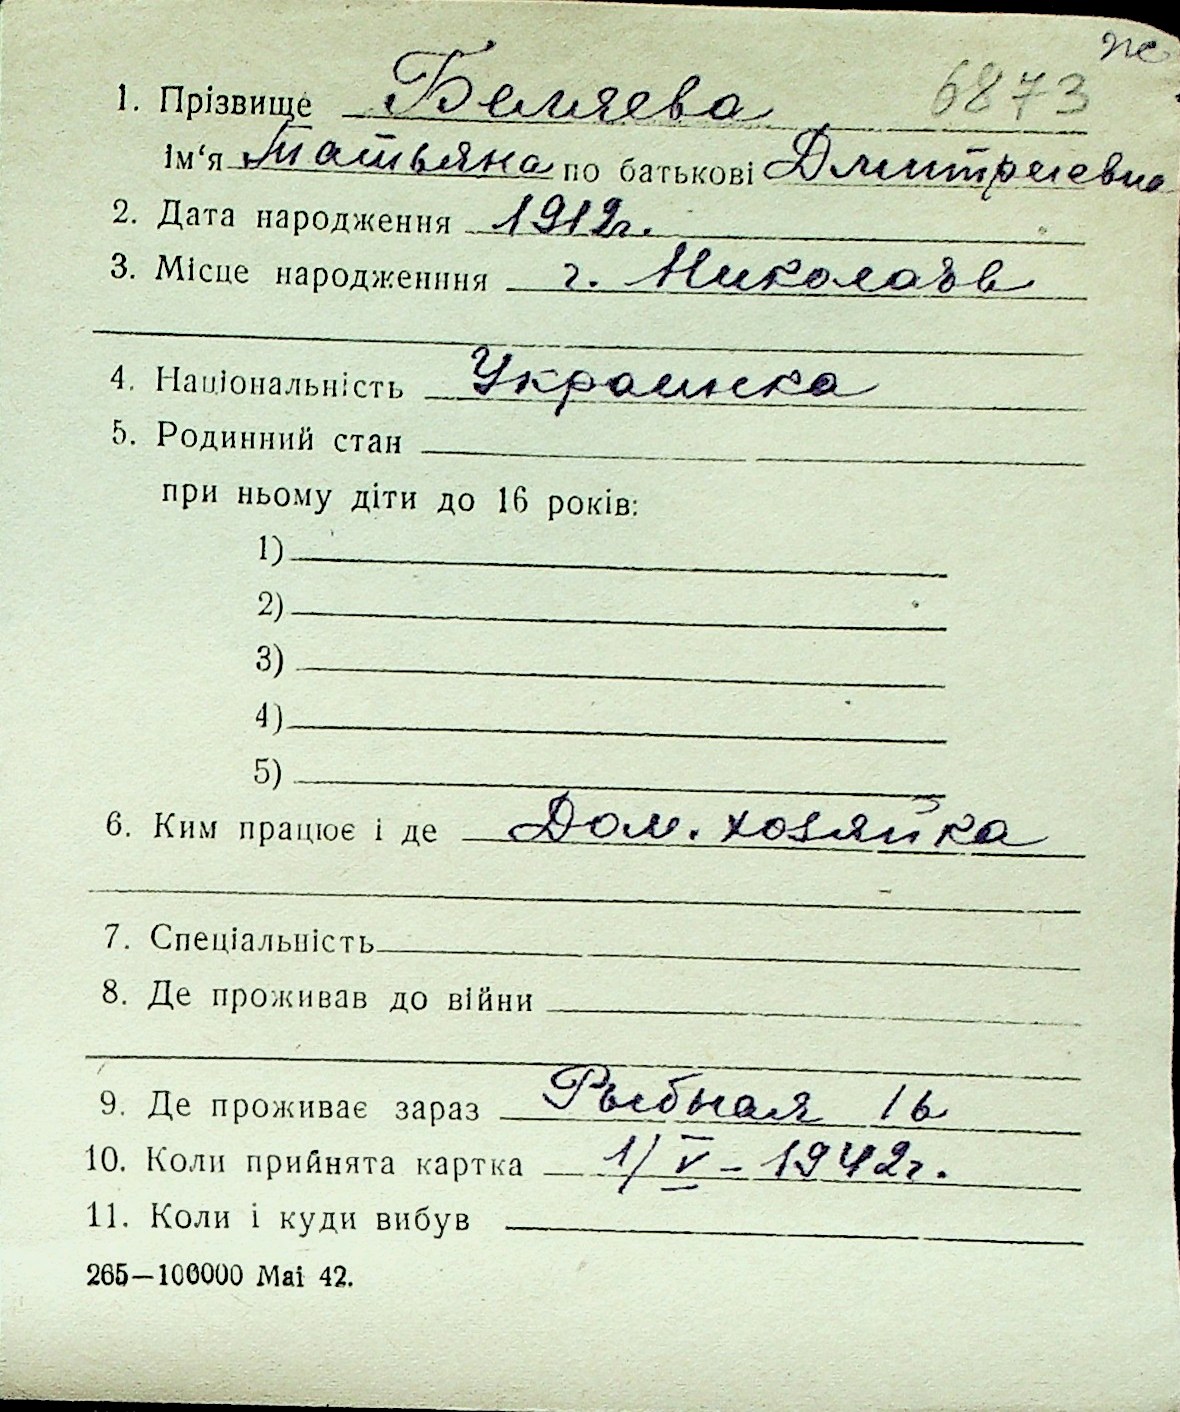 ж
6873
1. Прізвище Беляева
Ім‘я Татьяна по батькові Дмитриевна
2. Дата народження 1912г.
3. Місце народженння г. Николаев
4. Національність Украинка
5. Родинний стан
при ньому діти до 16 років:
1)
2)
3)
4)
5)
6. Ким працює і де Дом. хозяйка
7. Спеціальність
8. Де проживав до війни
9. Де проживає зараз Рыбная 16
10. Коли прийнята картка 1/V – 1942г.
11. Коли і куди вибув
265—100000 Mai 42.